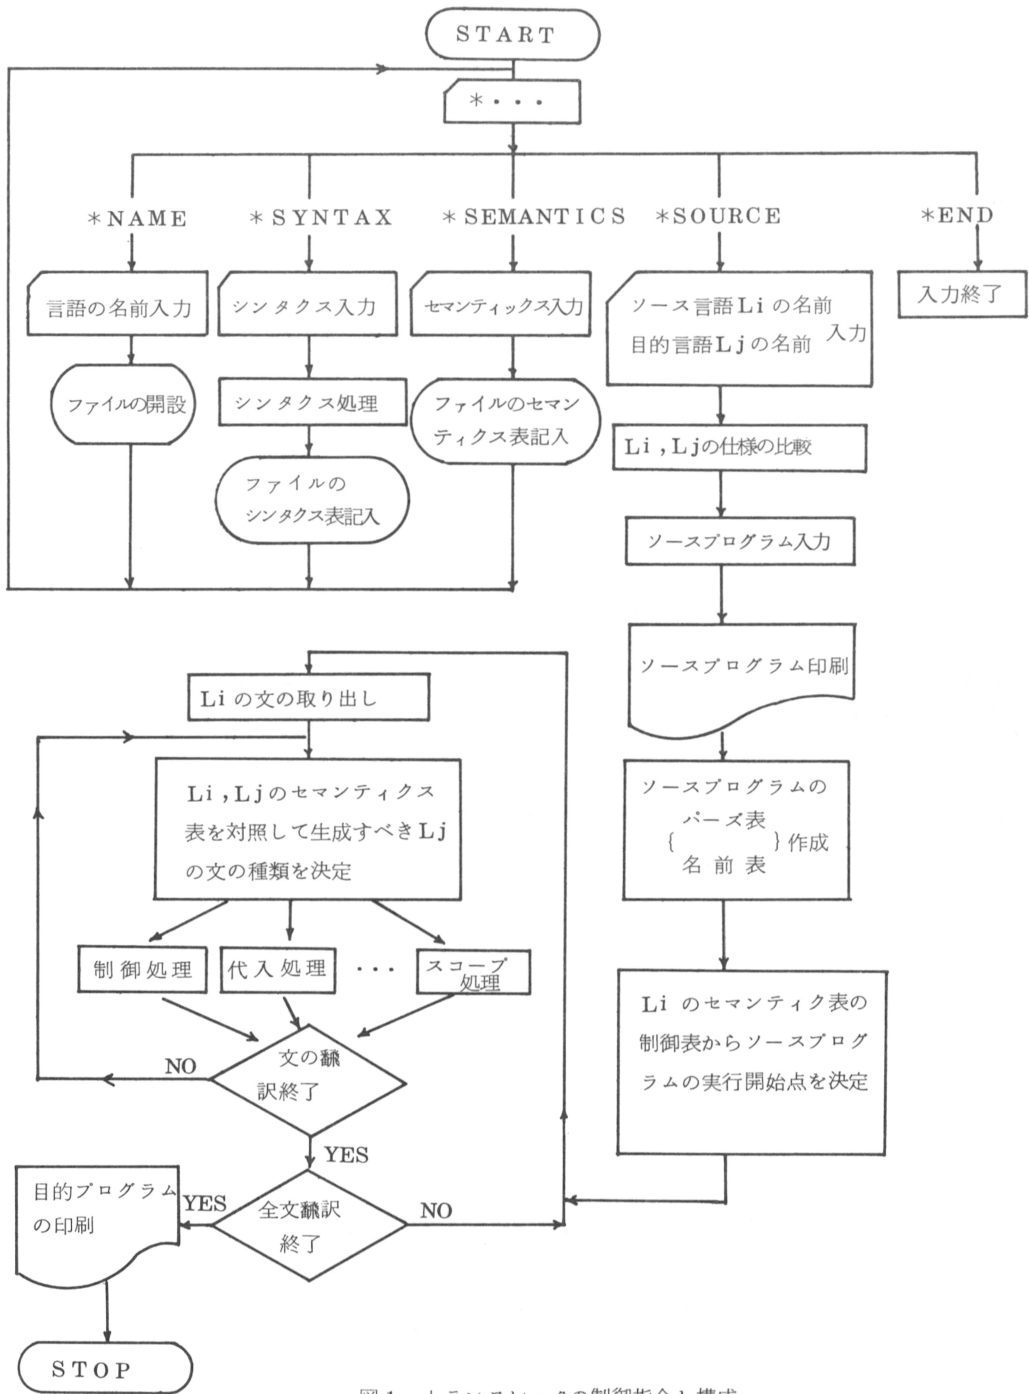 START
*・・・
*NAME
*SYNTAX
*SEMANTICS
*SOURCE
*END
言語の名前入力
シンタクス入力
セマンティックス入力
ソース言語Liの名前
目的言語Ljの名前
入力
入力終了
ファイルの開設
シンタクス処理
ファイルのセマン
ティクス表記入
Li,Ljの仕様の比較
ファイルの
シンタクス表記入
ソースプログラム入力
ソースプログラム印刷
ソースプログラムの
パーズ表
{ }作成
名前表
Liのセマンティク表の
制御表からソースプログ
ラムの実行開始点を決定
Liの文の取り出し
Li,Ljのセマンティクス
表を対照して生成すべきLj
の文の種類を決定
制御処理
代入処理
・・・
スコープ
処理
文の飜
訳終了
NO
YES
全文飜訳
終了
NO
YES
目的プログラム
の印刷
STOP